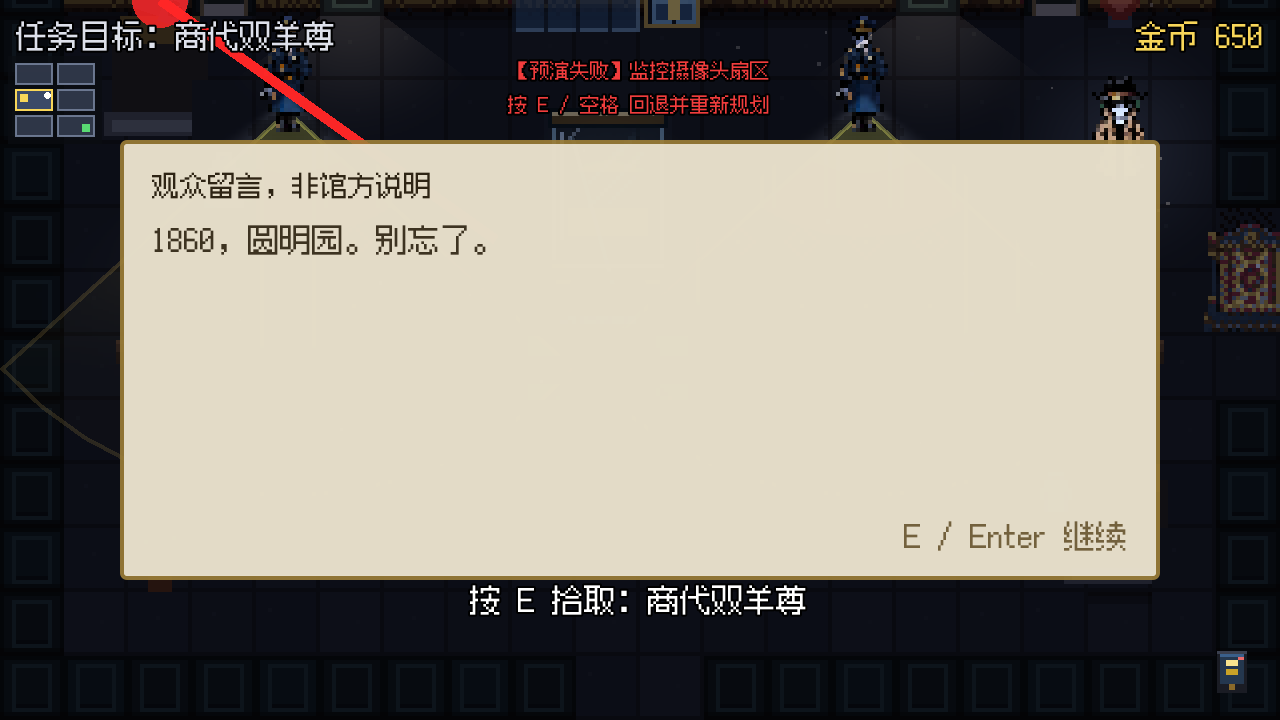 任务目标：商代双羊尊
金币 650
【预演失败】监控摄像头扇区
按 E / 空格 回退并重新规划
观众留言，非馆方说明
1860，圆明园。别忘了。
E / Enter 继续
按 E 拾取：商代双羊尊